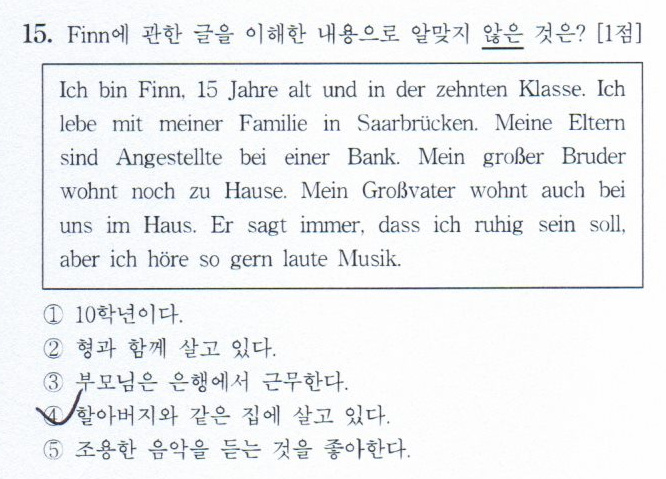 15. Finn에 관한 글을 이해한 내용으로 알맞지 않은 것은? [1점]
Ich bin Finn, 15 Jahre alt und in der zehnten Klasse. Ich
lebe mit meiner Familie in Saarbrücken. Meine Eltern
sind Angestellte bei einer Bank. Mein großer Bruder
wohnt noch zu Hause. Mein Großvater wohnt auch bei
uns im Haus. Er sagt immer, dass ich ruhig sein soll,
aber ich höre so gern laute Musik.
① 10학년이다.
② 형과 함께 살고 있다.
③ 부모님은 은행에서 근무한다.
④ 할아버지와 같은 집에 살고 있다.
⑤ 조용한 음악을 듣는 것을 좋아한다.